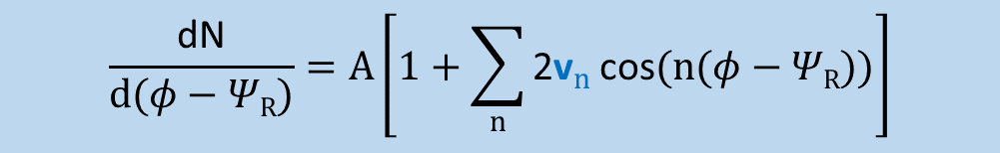 dN/d(ϕ − Ψ_R) = A[1 + ∑_n 2v_n cos(n(ϕ − Ψ_R))]